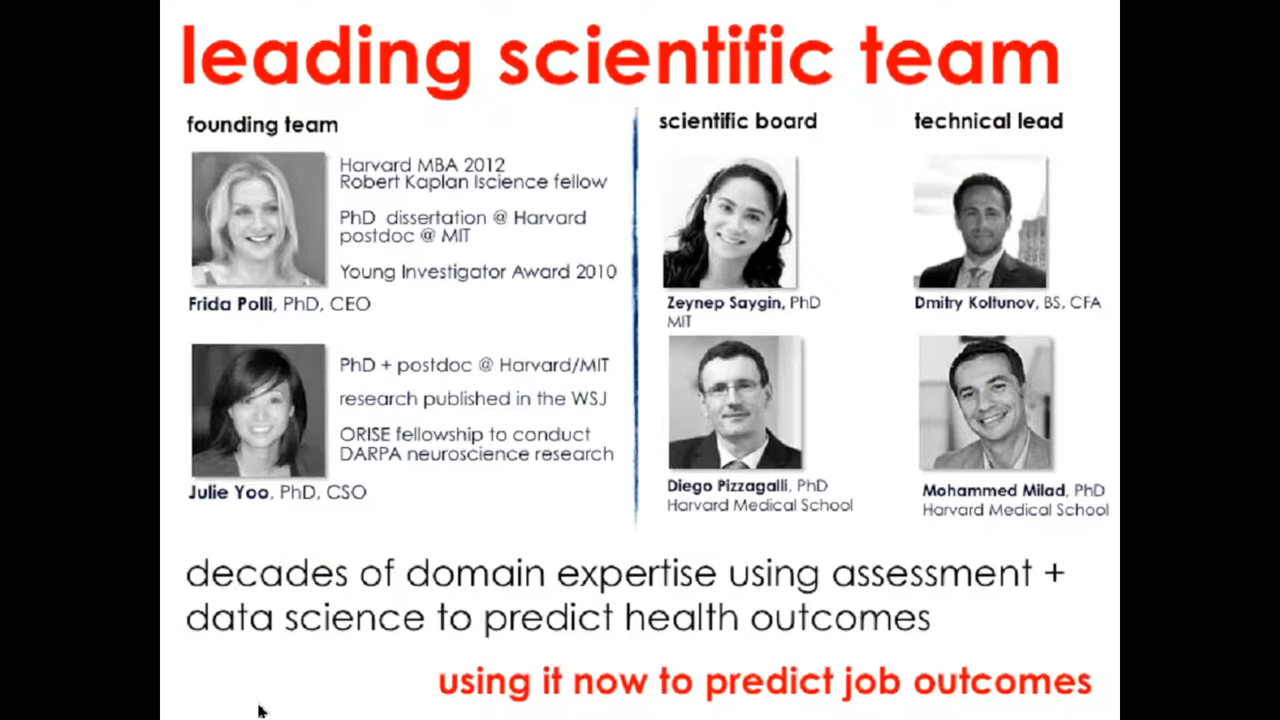 leading scientific team
founding team
Harvard MBA 2012
Robert Kaplan Iscience fellow
PhD dissertation @ Harvard
postdoc @ MIT
Young Investigator Award 2010
Frida Polli, PhD, CEO
PhD + postdoc @ Harvard/MIT
research published in the WSJ
ORISE fellowship to conduct
DARPA neuroscience research
Julie Yoo, PhD, CSO
scientific board
Zeynep Saygin, PhD
MIT
Diego Pizzagalli, PhD
Harvard Medical School
technical lead
Dmitry Koltunov, BS, CFA
Mohammed Milad, PhD
Harvard Medical School
decades of domain expertise using assessment +
data science to predict health outcomes
using it now to predict job outcomes